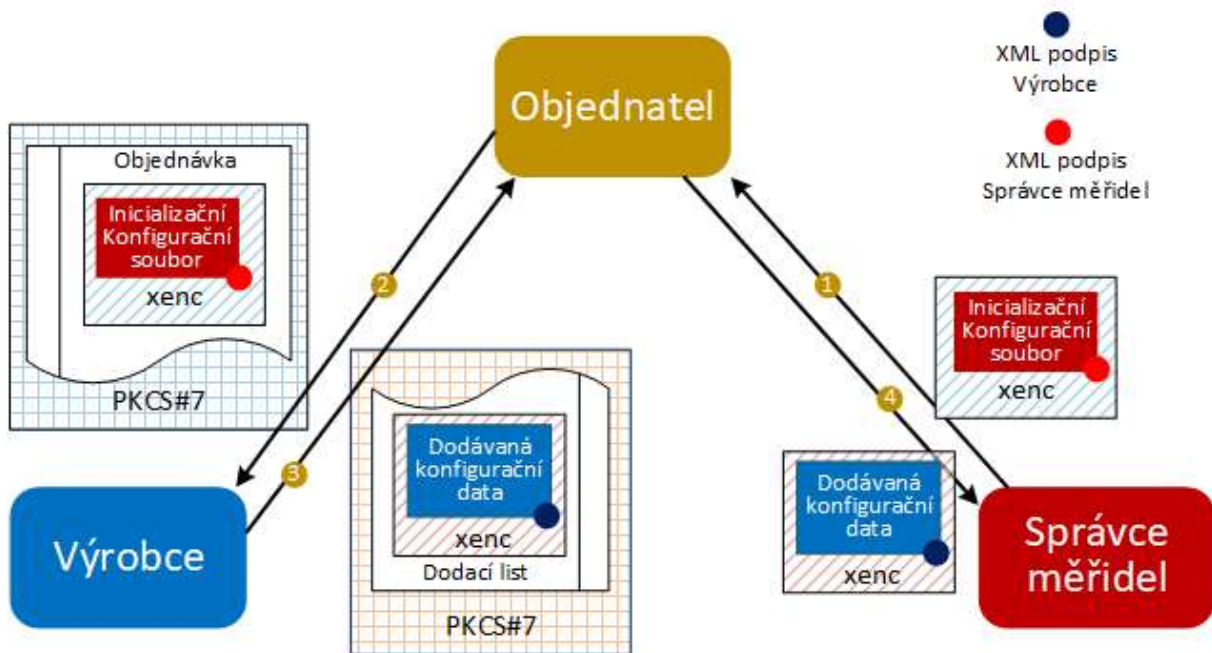 Objednatel
XML podpis
Výrobce
XML podpis
Správce měřidel
Objednávka
Inicializační
Konfigurační
soubor
xenc
PKCS#7
2
1
3
4
Inicializační
Konfigurační
soubor
xenc
Dodávaná
konfigurační
data
xenc
Dodací list
PKCS#7
Dodávaná
konfigurační
data
xenc
Výrobce
Správce
měřidel